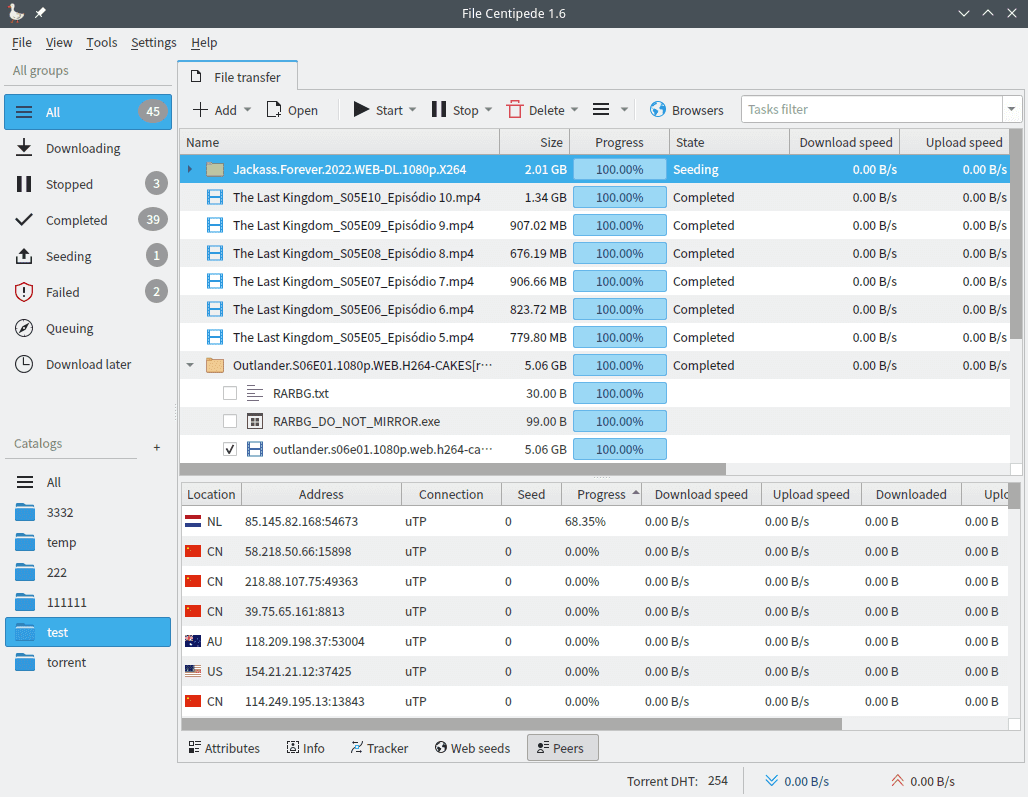 File Centipede 1.6
File View Tools Settings Help
All groups
All 45
Downloading
Stopped 3
Completed 39
Seeding 1
Failed 2
Queuing
Download later
Catalogs +
All
3332
temp
222
111111
test
torrent
File transfer
Add Open Start Stop Delete Browsers Tasks filter
Name Size Progress State Download speed Upload speed
Jackass.Forever.2022.WEB-DL.1080p.X264 2.01 GB 100.00% Seeding 0.00 B/s 0.00 B/s
The Last Kingdom_S05E10_Episódio 10.mp4 1.34 GB 100.00% Completed 0.00 B/s 0.00 B/s
The Last Kingdom_S05E09_Episódio 9.mp4 907.02 MB 100.00% Completed 0.00 B/s 0.00 B/s
The Last Kingdom_S05E08_Episódio 8.mp4 676.19 MB 100.00% Completed 0.00 B/s 0.00 B/s
The Last Kingdom_S05E07_Episódio 7.mp4 906.66 MB 100.00% Completed 0.00 B/s 0.00 B/s
The Last Kingdom_S05E06_Episódio 6.mp4 823.72 MB 100.00% Completed 0.00 B/s 0.00 B/s
The Last Kingdom_S05E05_Episódio 5.mp4 779.80 MB 100.00% Completed 0.00 B/s 0.00 B/s
Outlander.S06E01.1080p.WEB.H264-CAKES[r··· 5.06 GB 100.00% Completed 0.00 B/s 0.00 B/s
RARBG.txt 30.00 B 100.00%
RARBG_DO_NOT_MIRROR.exe 99.00 B 100.00%
outlander.s06e01.1080p.web.h264-ca··· 5.06 GB 100.00%
Location Address Connection Seed Progress Download speed Upload speed Downloaded Uplo
NL 85.145.82.168:54673 uTP 0 68.35% 0.00 B/s 0.00 B/s 0.00 B 0.00 B
CN 58.218.50.66:15898 uTP 0 0.00% 0.00 B/s 0.00 B/s 0.00 B 0.00 B
CN 218.88.107.75:49363 uTP 0 0.00% 0.00 B/s 0.00 B/s 0.00 B 0.00 B
CN 39.75.65.161:8813 uTP 0 0.00% 0.00 B/s 0.00 B/s 0.00 B 0.00 B
AU 118.209.198.37:53004 uTP 0 0.00% 0.00 B/s 0.00 B/s 0.00 B 0.00 B
US 154.21.21.12:37425 uTP 0 0.00% 0.00 B/s 0.00 B/s 0.00 B 0.00 B
CN 114.249.195.13:13843 uTP 0 0.00% 0.00 B/s 0.00 B/s 0.00 B 0.00 B
Attributes Info Tracker Web seeds Peers
Torrent DHT: 254 0.00 B/s 0.00 B/s